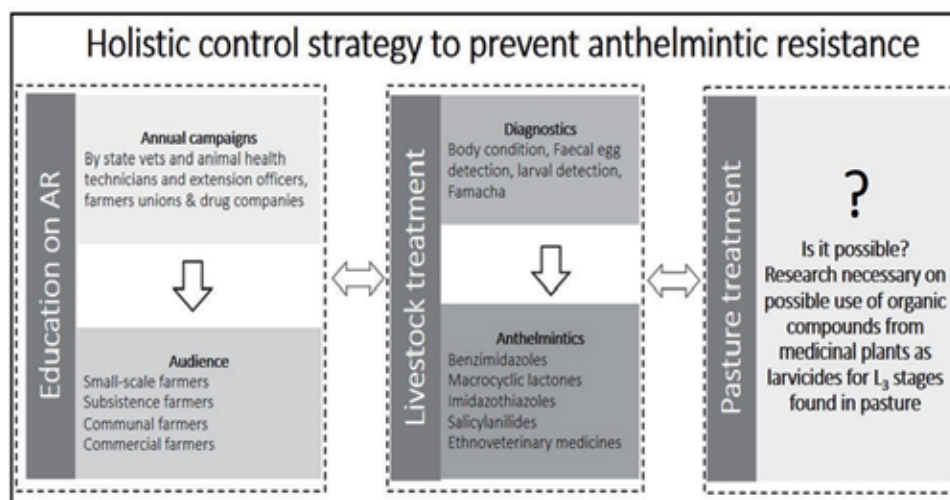 Holistic control strategy to prevent anthelmintic resistance
Education on AR
Annual campaigns
By state vets and animal health
technicians and extension officers,
farmers unions & drug companies
Audience
Small-scale farmers
Subsistence farmers
Communal farmers
Commercial farmers
Livestock treatment
Diagnostics
Body condition, Faecal egg
detection, larval detection,
Famacha
Anthelmintics
Benzimidazoles
Macrocyclic lactones
Imidazothiazoles
Salicylanilides
Ethnoveterinary medicines
Pasture treatment
?
Is it possible?
Research necessary on
possible use of organic
compounds from
medicinal plants as
larvicides for L₃ stages
found in pasture